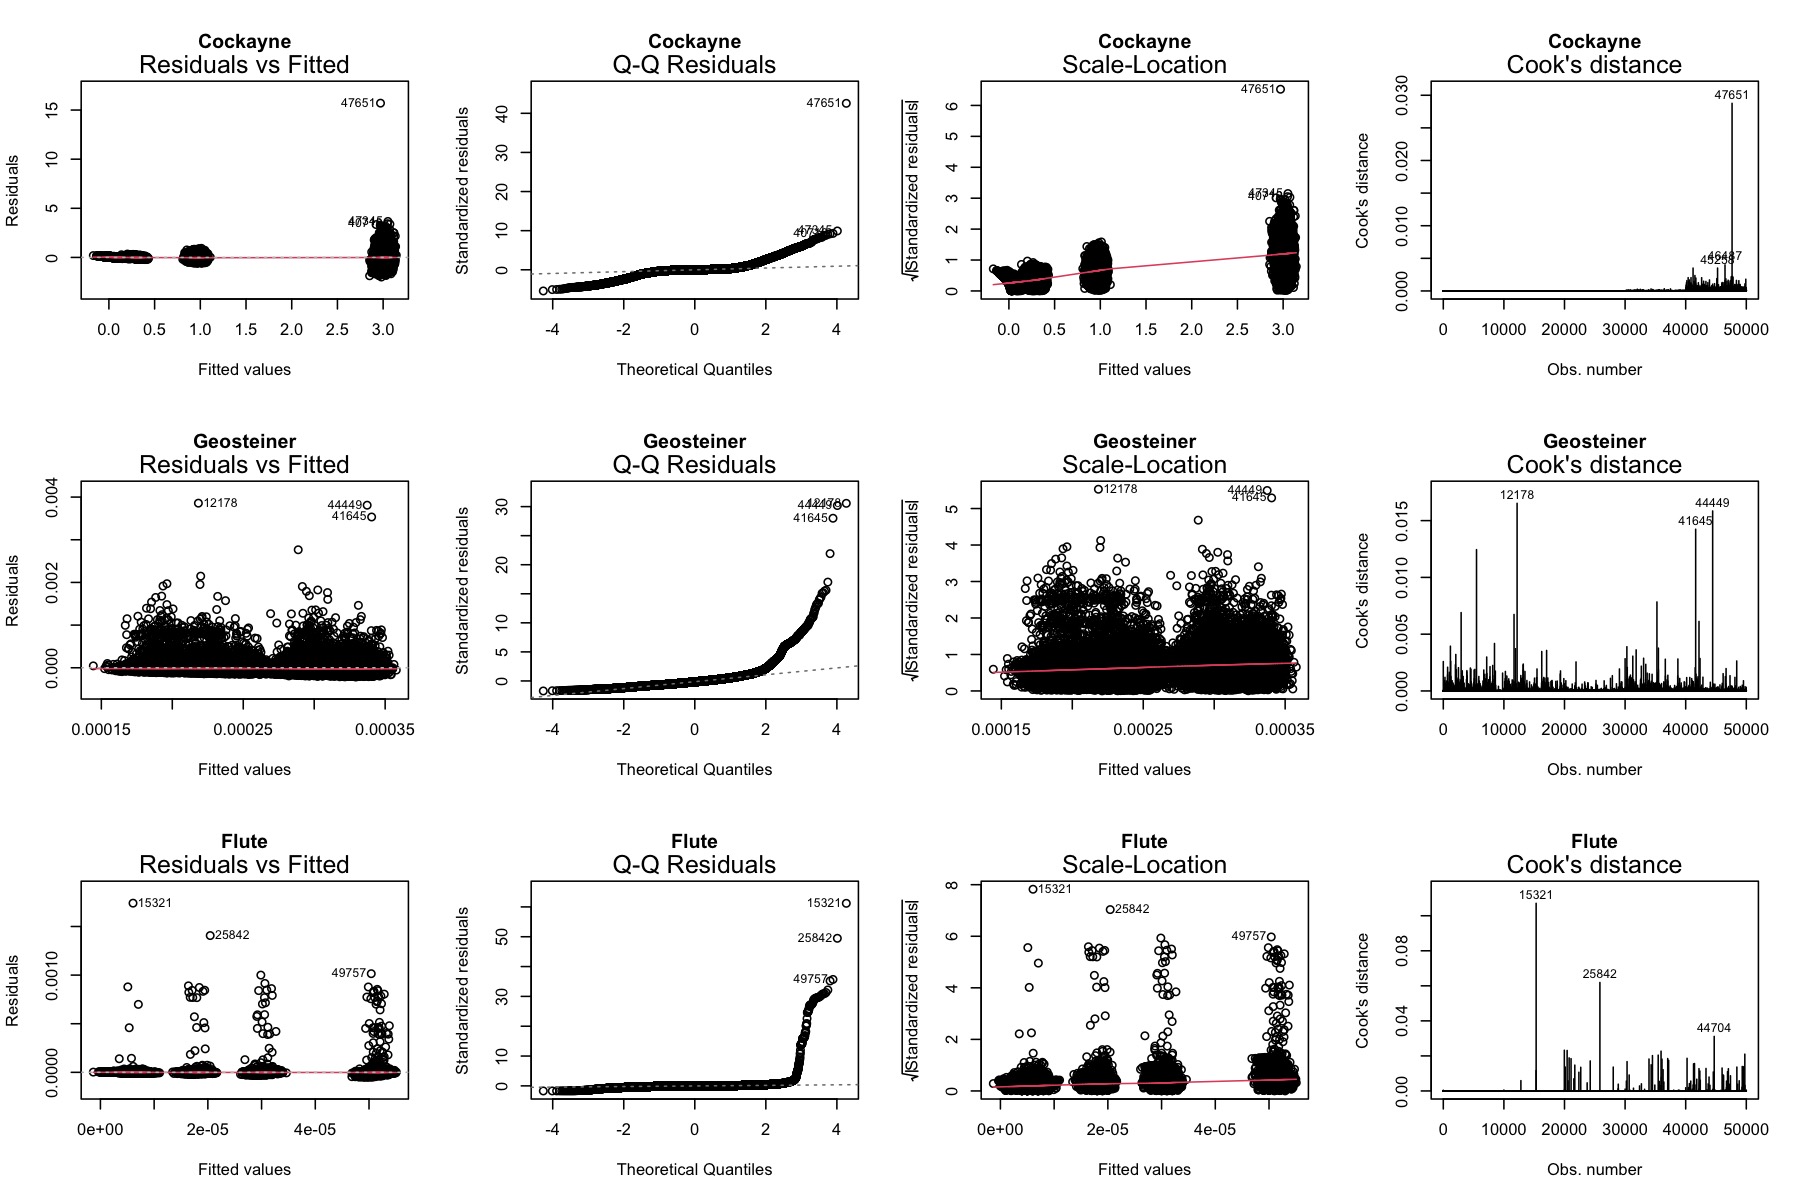 Cockayne
Residuals vs Fitted
Residuals
0 5 10 15
47651
47345
0.0 0.5 1.0 1.5 2.0 2.5 3.0
Fitted values
Cockayne
Q-Q Residuals
Standardized residuals
0 10 20 30 40
47651
47345
-4 -2 0 2 4
Theoretical Quantiles
Cockayne
Scale-Location
√|Standardized residuals|
0 1 2 3 4 5 6
47651
47345
0.0 0.5 1.0 1.5 2.0 2.5 3.0
Fitted values
Cockayne
Cook's distance
Cook's distance
0.000 0.010 0.020 0.030
47651
46487
45258
0 10000 20000 30000 40000 50000
Obs. number
Geosteiner
Residuals vs Fitted
Residuals
0.000 0.002 0.004
12178
44449
41645
0.00015 0.00025 0.00035
Fitted values
Geosteiner
Q-Q Residuals
Standardized residuals
0 5 10 20 30
12178
44449
41645
-4 -2 0 2 4
Theoretical Quantiles
Geosteiner
Scale-Location
√|Standardized residuals|
0 1 2 3 4 5
12178
44449
41645
0.00015 0.00025 0.00035
Fitted values
Geosteiner
Cook's distance
Cook's distance
0.000 0.005 0.010 0.015
12178
44449
41645
0 10000 20000 30000 40000 50000
Obs. number
Flute
Residuals vs Fitted
Residuals
0.0000 0.0010
15321
25842
49757
0e+00 2e-05 4e-05
Fitted values
Flute
Q-Q Residuals
Standardized residuals
0 10 30 50
15321
25842
49757
-4 -2 0 2 4
Theoretical Quantiles
Flute
Scale-Location
√|Standardized residuals|
0 2 4 6 8
15321
25842
49757
0e+00 2e-05 4e-05
Fitted values
Flute
Cook's distance
Cook's distance
0.00 0.04 0.08
15321
25842
44704
0 10000 20000 30000 40000 50000
Obs. number